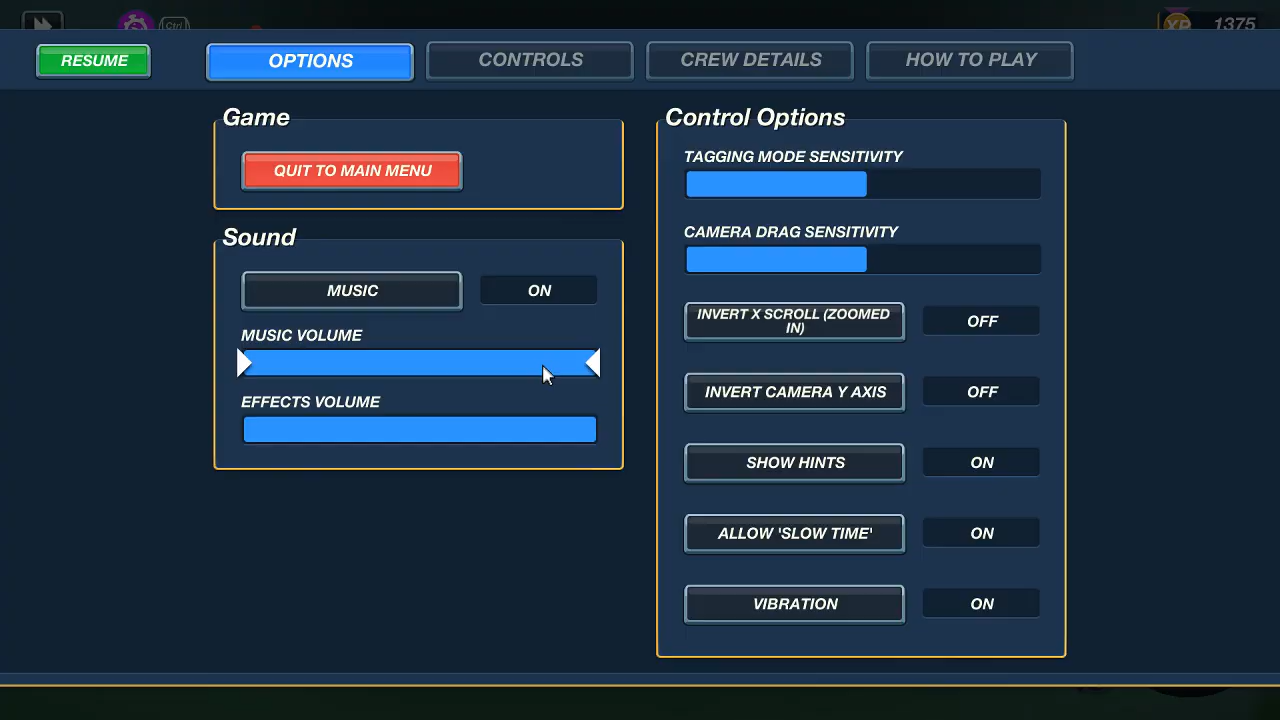 Ctrl
XP 1375
RESUME
OPTIONS
CONTROLS
CREW DETAILS
HOW TO PLAY
Game
QUIT TO MAIN MENU
Sound
MUSIC
ON
MUSIC VOLUME
EFFECTS VOLUME
Control Options
TAGGING MODE SENSITIVITY
CAMERA DRAG SENSITIVITY
INVERT X SCROLL (ZOOMED
IN)
OFF
INVERT CAMERA Y AXIS
OFF
SHOW HINTS
ON
ALLOW 'SLOW TIME'
ON
VIBRATION
ON